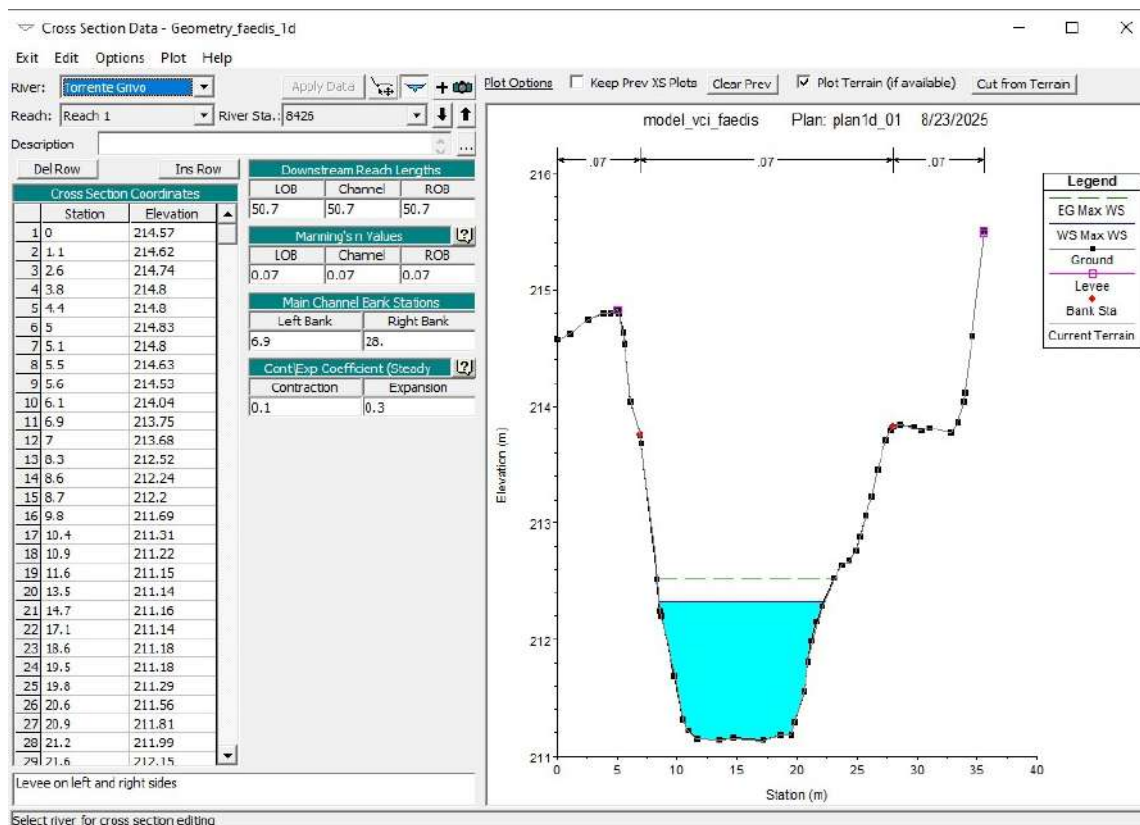 Cross Section Data - Geometry_faedis_1d
Exit Edit Options Plot Help
River: Torrente Grivo Apply Data Plot Options Keep Prev XS Plots Clear Prev Plot Terrain (if available) Cut from Terrain
Reach: Reach 1 River Sta.: 8426
Description ...
Del Row Ins Row
Cross Section Coordinates
Station Elevation
1 0 214.57
2 1.1 214.62
3 2.6 214.74
4 3.8 214.8
5 4.4 214.8
6 5 214.83
7 5.1 214.8
8 5.5 214.63
9 5.6 214.53
10 6.1 214.04
11 6.9 213.75
12 7 213.68
13 8.3 212.52
14 8.6 212.24
15 8.7 212.2
16 9.8 211.69
17 10.4 211.31
18 10.9 211.22
19 11.6 211.15
20 13.5 211.14
21 14.7 211.16
22 17.1 211.14
23 18.6 211.18
24 19.5 211.18
25 19.8 211.29
26 20.6 211.56
27 20.9 211.81
28 21.2 211.99
29 21.6 212.15
Downstream Reach Lengths
LOB Channel ROB
50.7 50.7 50.7
Manning's n Values ?
LOB Channel ROB
0.07 0.07 0.07
Main Channel Bank Stations
Left Bank Right Bank
6.9 28.
Cont\Exp Coefficient (Steady ?
Contraction Expansion
0.1 0.3
model_vci_faedis Plan: plan1d_01 8/23/2025
.07 .07 .07
216
215
214
213
212
211
Elevation (m)
0 5 10 15 20 25 30 35 40
Station (m)
Legend
EG Max WS
WS Max WS
Ground
Levee
Bank Sta
Current Terrain
Levee on left and right sides
Select river for cross section editing